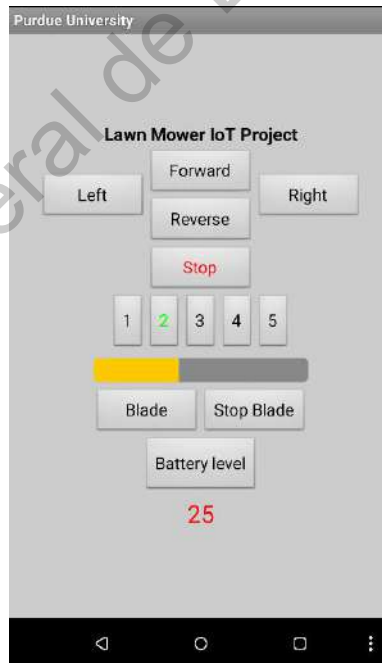 Purdue University
Lawn Mower IoT Project
Forward
Left
Right
Reverse
Stop
1 2 3 4 5
Blade Stop Blade
Battery level
25